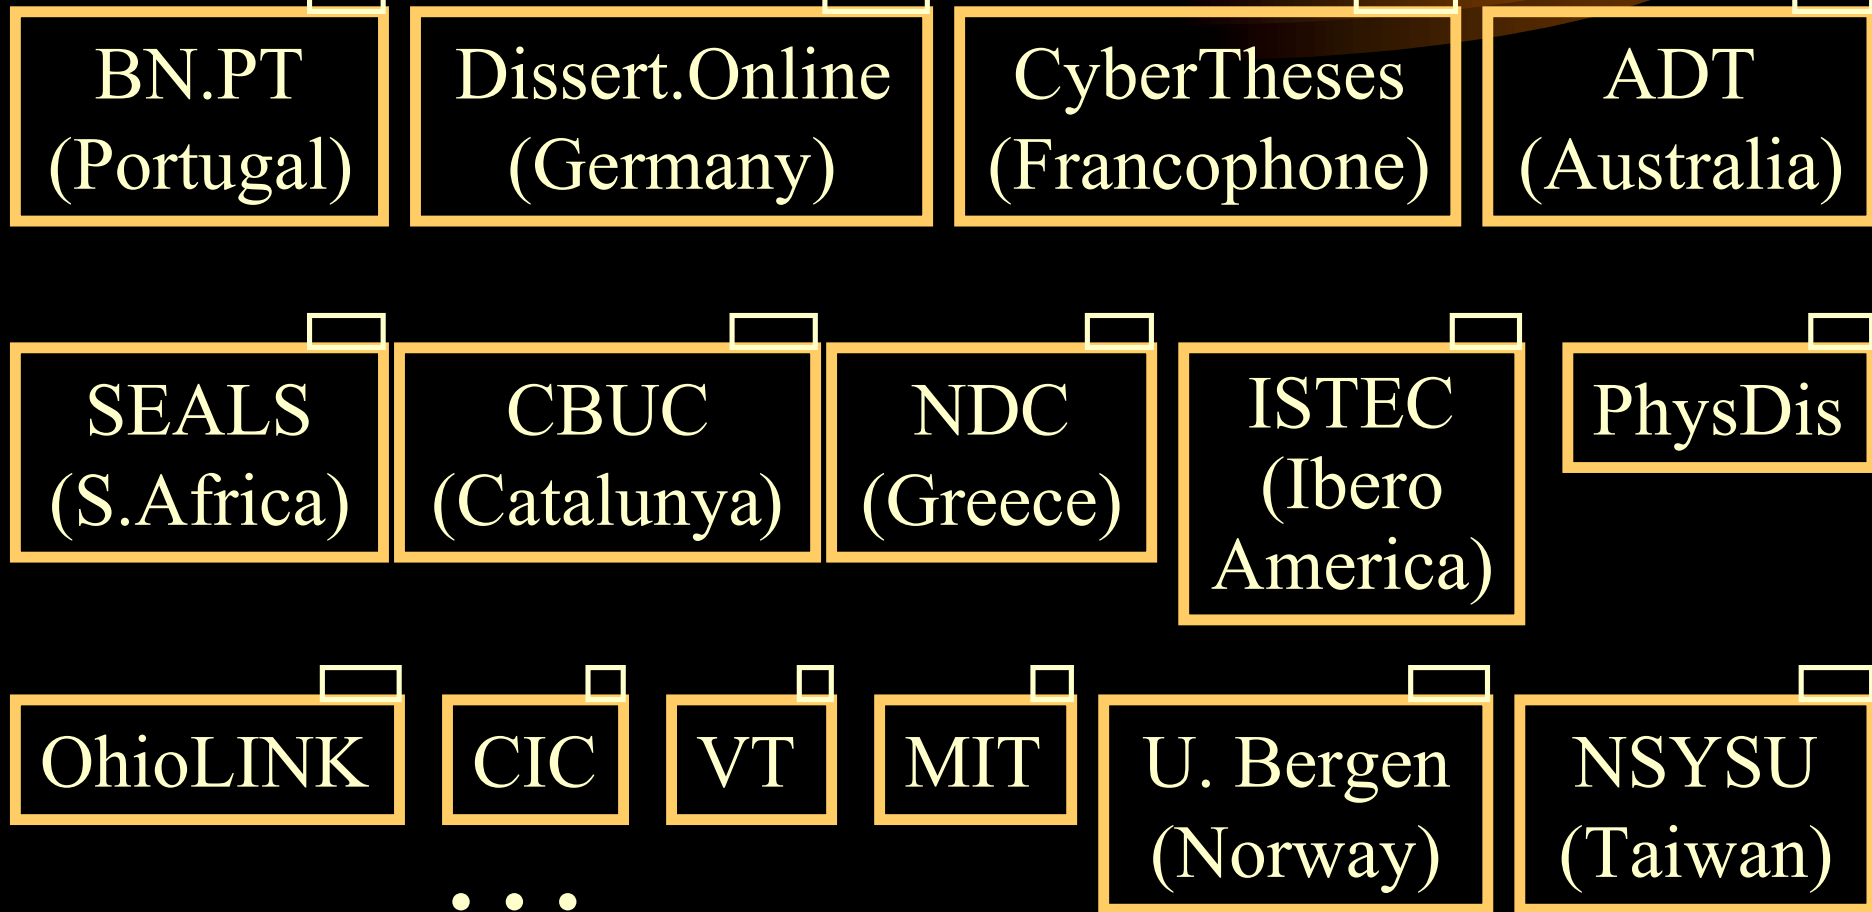 BN.PT
(Portugal)
Dissert.Online
(Germany)
CyberTheses
(Francophone)
ADT
(Australia)
SEALS
(S.Africa)
CBUC
(Catalunya)
NDC
(Greece)
ISTEC
(Ibero
America)
PhysDis
OhioLINK
CIC
VT
MIT
U. Bergen
(Norway)
NSYSU
(Taiwan)
. . .